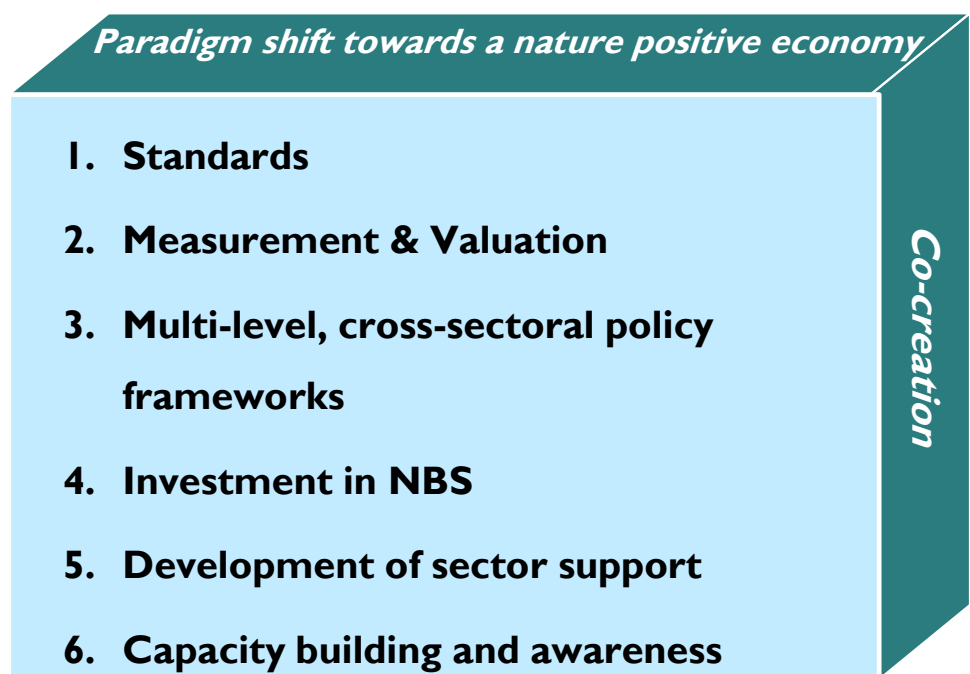 Paradigm shift towards a nature positive economy
1. Standards
2. Measurement & Valuation
3. Multi-level, cross-sectoral policy
frameworks
4. Investment in NBS
5. Development of sector support
6. Capacity building and awareness
Co-creation